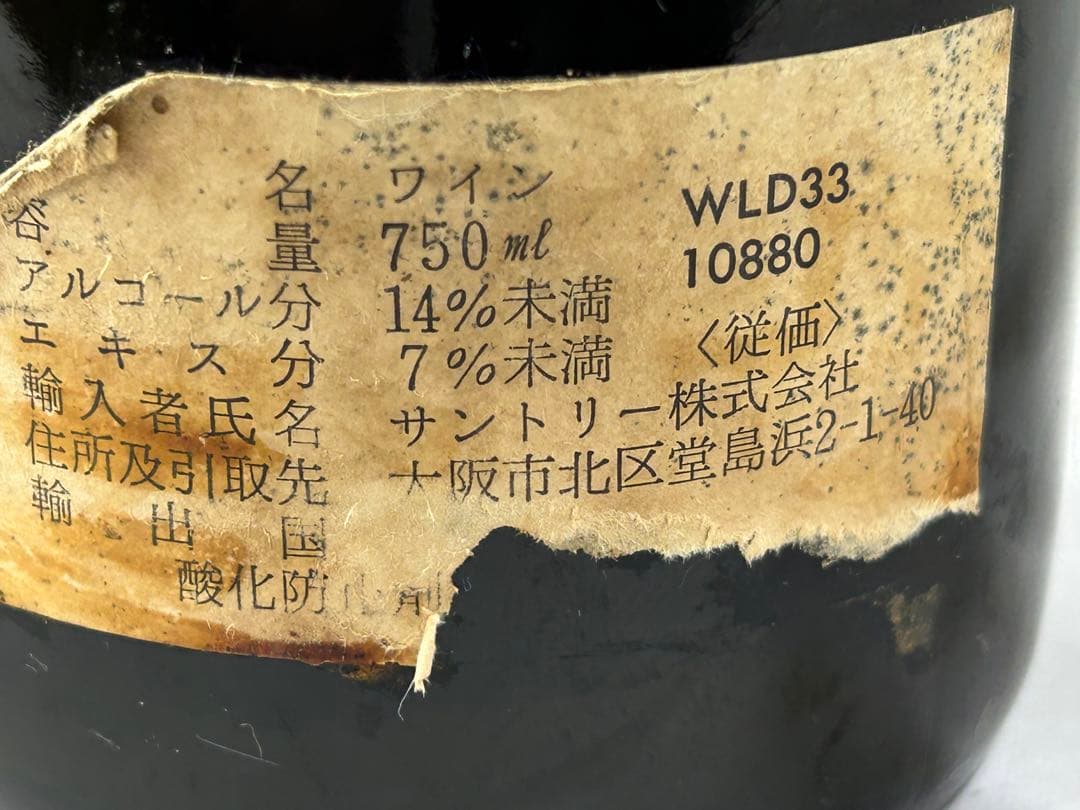 名 ワイン WLD33
容量 750ml 10880
アルコール分 14%未満
エキス分 7%未満 〈従価〉
輸入者氏名 サントリー株式会社
住所及引取先 大阪市北区堂島浜2-1-40
輸出国
酸化防止剤